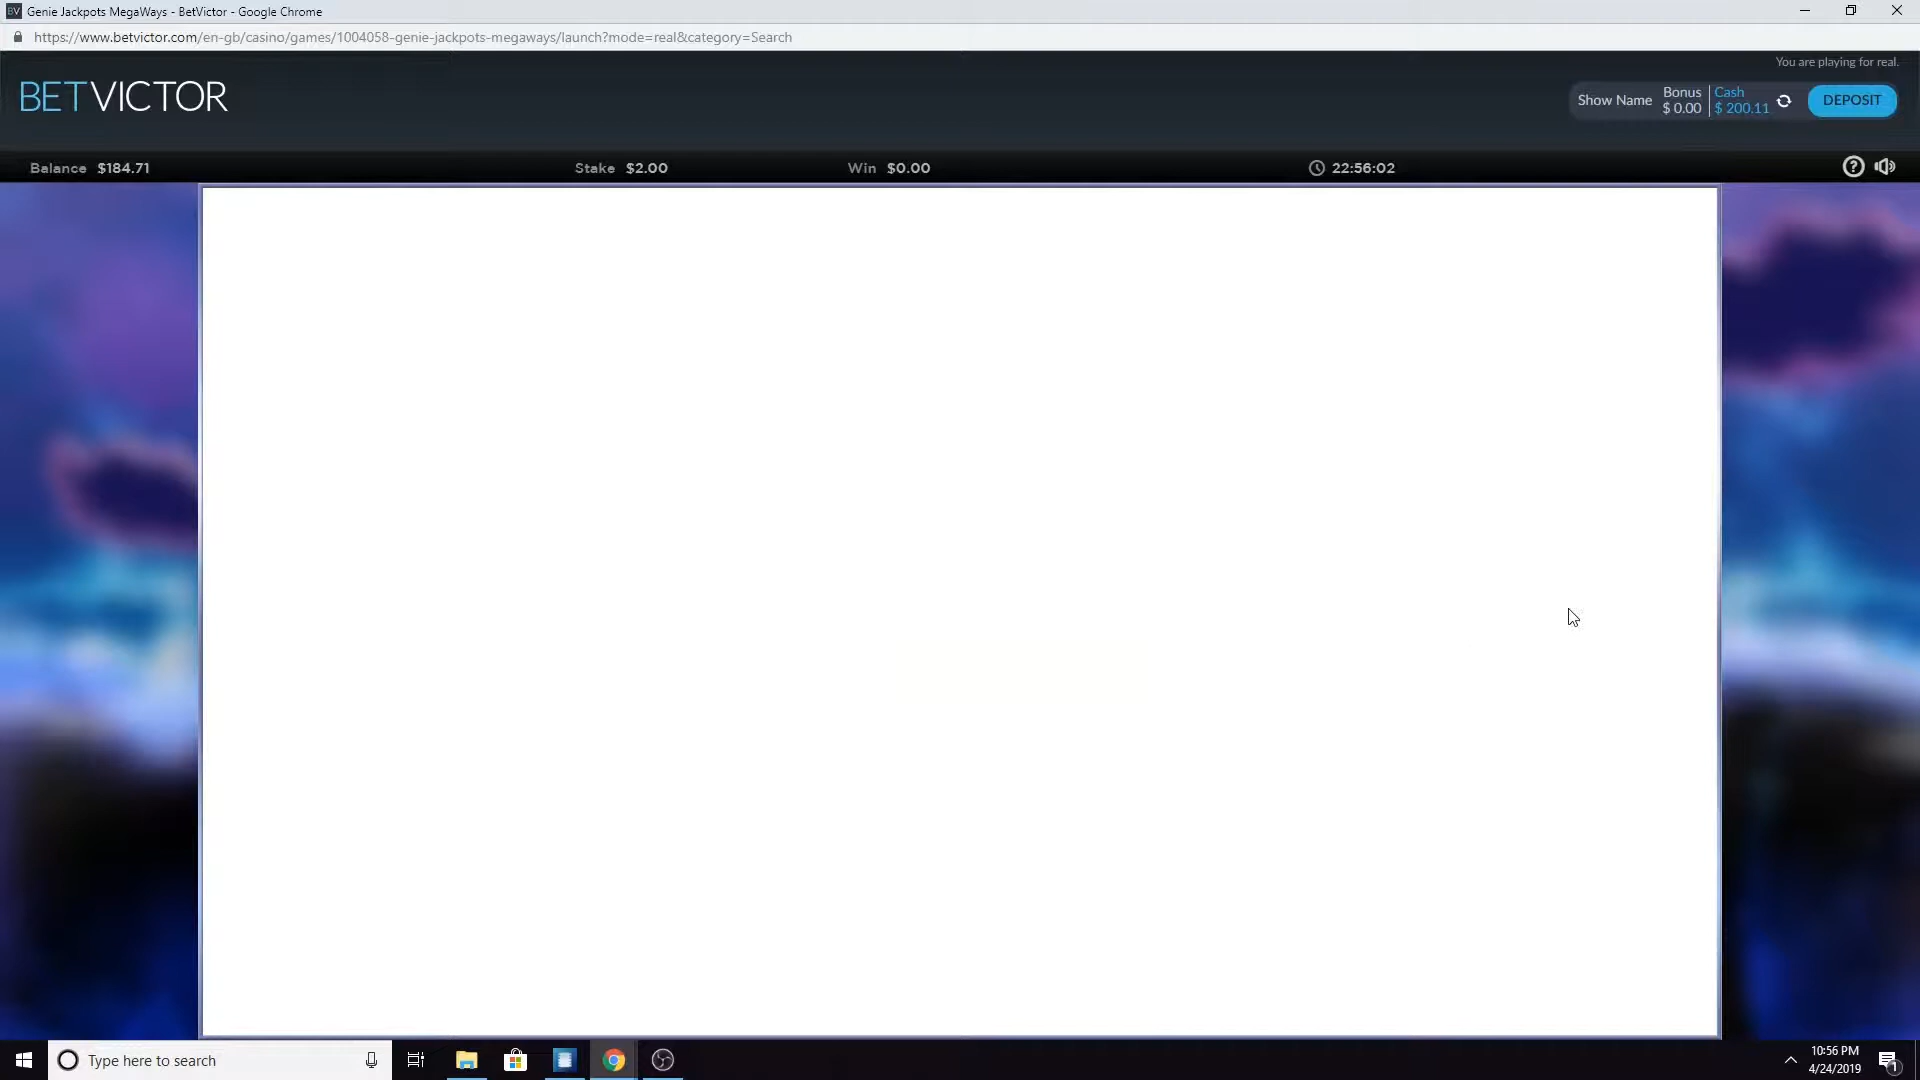 BV Genie Jackpots MegaWays - BetVictor - Google Chrome
https://www.betvictor.com/en-gb/casino/games/1004058-genie-jackpots-megaways/launch?mode=real&category=Search
You are playing for real.
BETVICTOR
Show Name
Bonus
$ 0.00
Cash
$ 200.11
DEPOSIT
Balance $184.71
Stake $2.00
Win $0.00
22:56:02
Type here to search
10:56 PM
4/24/2019
1